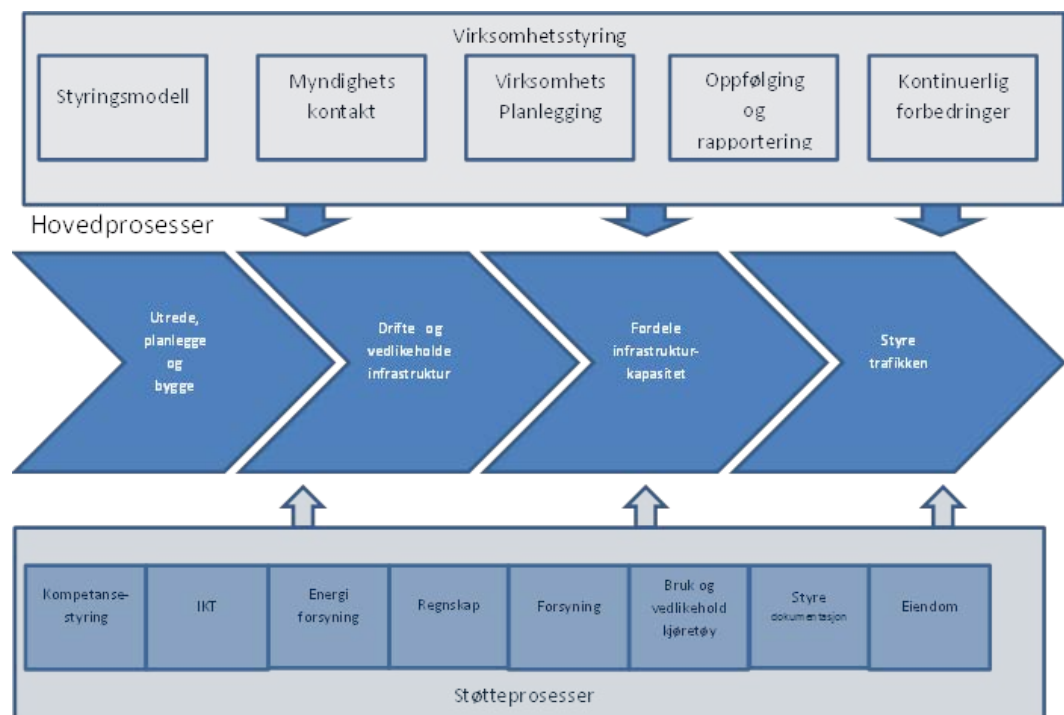 Virksomhetsstyring
Styringsmodell
Myndighets
kontakt
Virksomhets
Planlegging
Oppfølging
og
rapportering
Kontinuerlig
forbedringer
Hovedprosesser
Utrede,
planlegge
og
bygge
Drifte og
vedlikeholde
infrastruktur
Fordele
infrastruktur-
kapasitet
Styre
trafikken
Kompetanse-
styring
IKT
Energi
forsyning
Regnskap
Forsyning
Bruk og
vedlikehold
kjøretøy
Styre
dokumentasjon
Eiendom
Støtteprosesser